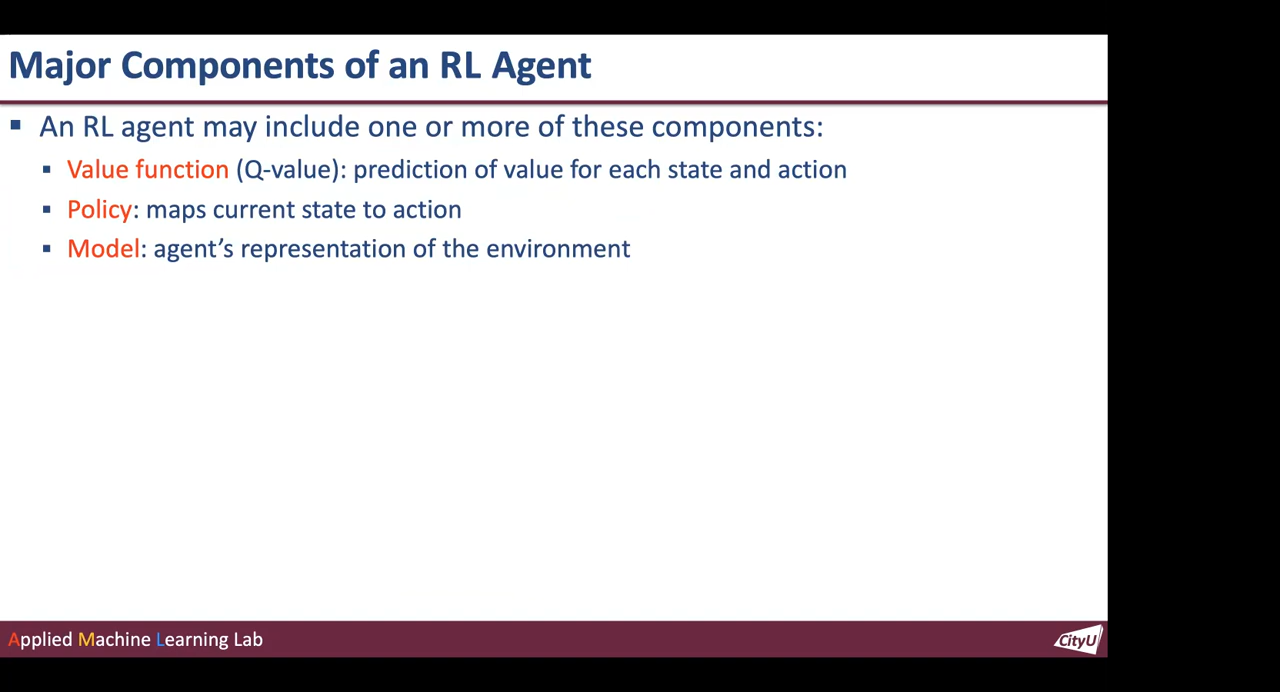 Major Components of an RL Agent
▪ An RL agent may include one or more of these components:
▪ Value function (Q-value): prediction of value for each state and action
▪ Policy: maps current state to action
▪ Model: agent’s representation of the environment
Applied Machine Learning Lab
CityU